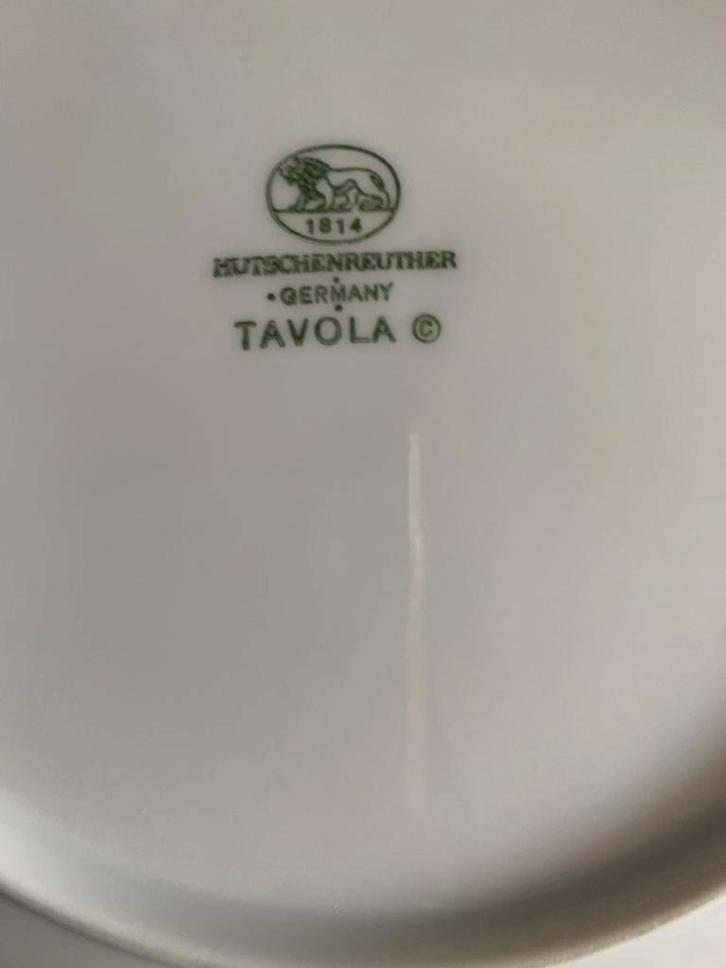 1814
HUTSCHENREUTHER
• GERMANY
TAVOLA ©